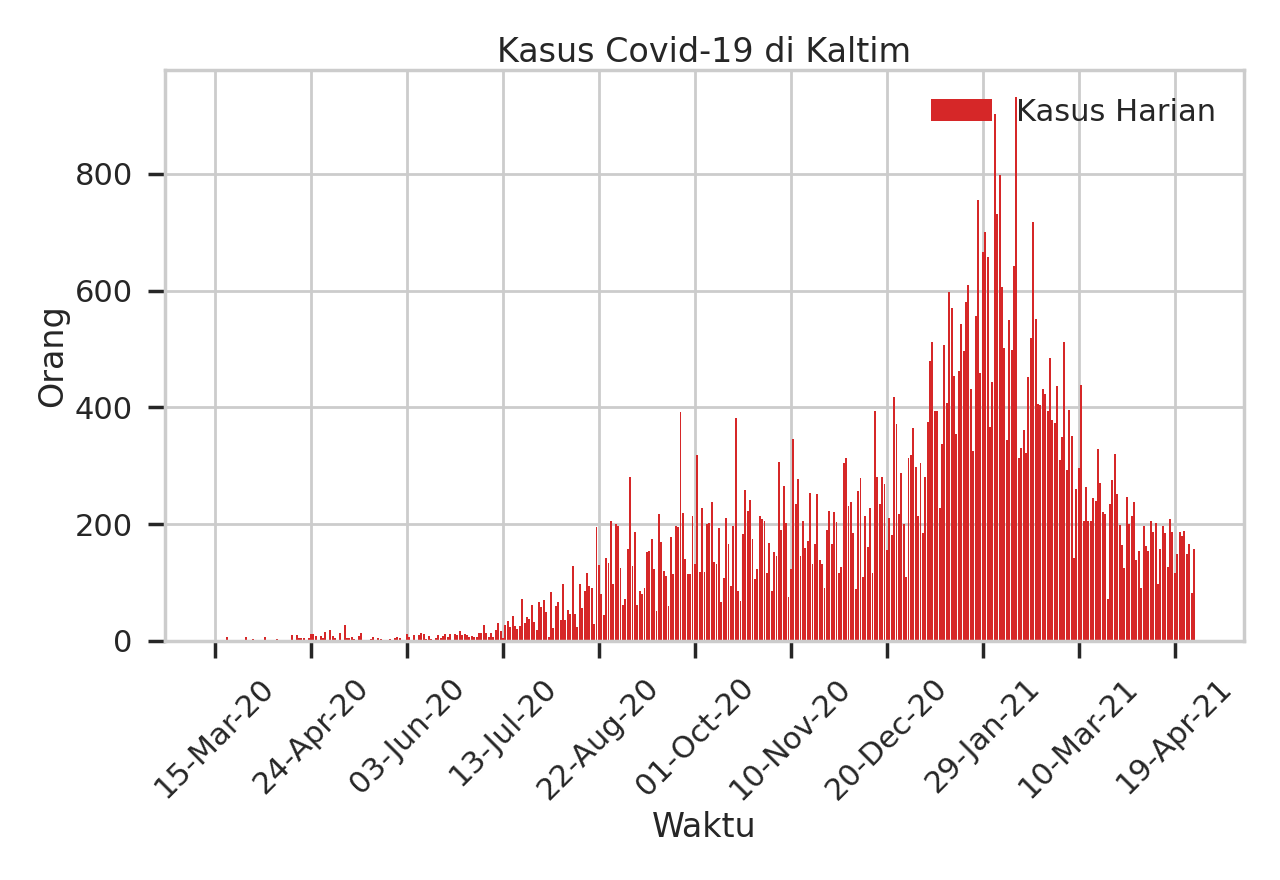 Kasus Covid-19 di Kaltim
Kasus Harian
Orang
800
600
400
200
0
15-Mar-20
24-Apr-20
03-Jun-20
13-Jul-20
22-Aug-20
01-Oct-20
10-Nov-20
20-Dec-20
29-Jan-21
10-Mar-21
19-Apr-21
Waktu